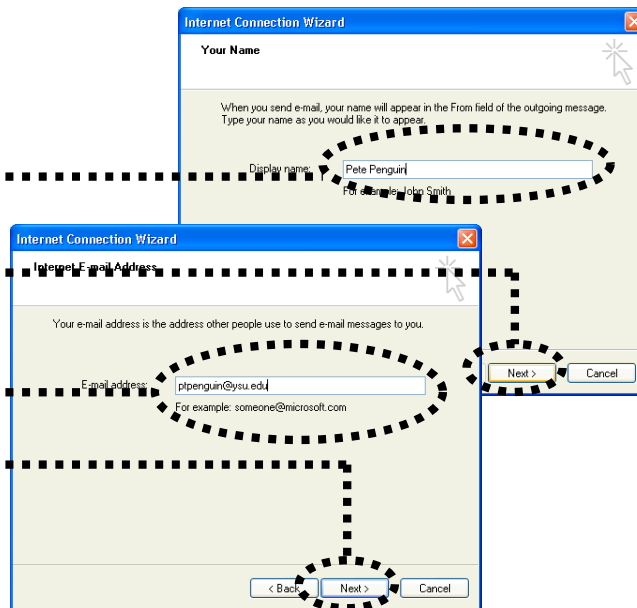 Internet Connection Wizard
Your Name
When you send e-mail, your name will appear in the From field of the outgoing message.
Type your name as you would like it to appear.
Display name:
Pete Penguin
For example: John Smith
Next >
Cancel
Internet Connection Wizard
Internet E-mail Address
Your e-mail address is the address other people use to send e-mail messages to you.
E-mail address:
ptpenguin@ysu.edu
For example: someone@microsoft.com
< Back
Next >
Cancel